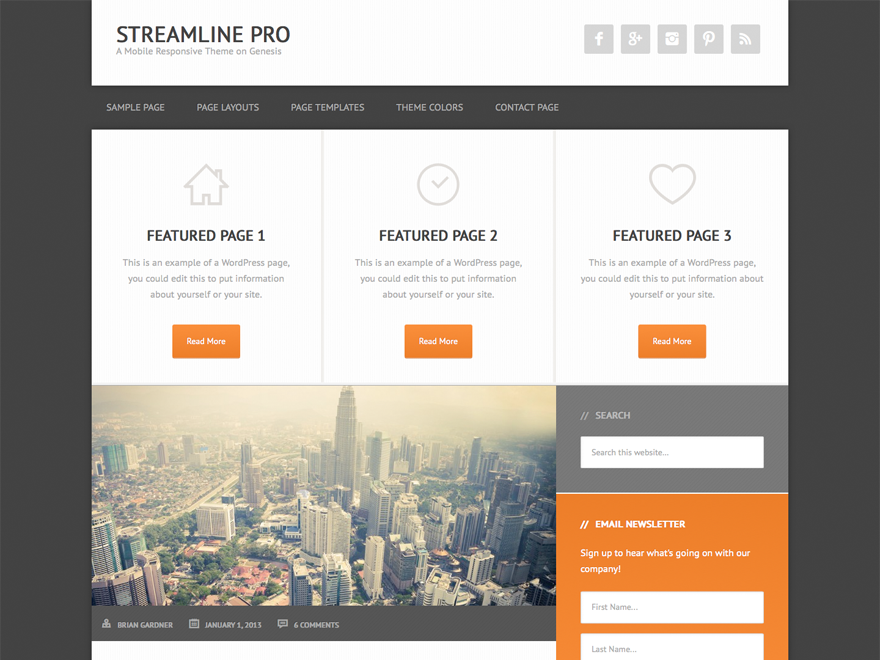 STREAMLINE PRO
A Mobile Responsive Theme on Genesis
SAMPLE PAGE
PAGE LAYOUTS
PAGE TEMPLATES
THEME COLORS
CONTACT PAGE
FEATURED PAGE 1
This is an example of a WordPress page,
you could edit this to put information
about yourself or your site.
Read More
FEATURED PAGE 2
This is an example of a WordPress page,
you could edit this to put information
about yourself or your site.
Read More
FEATURED PAGE 3
This is an example of a WordPress page,
you could edit this to put information about
yourself or your site.
Read More
BRIAN GARDNER
JANUARY 1, 2013
6 COMMENTS
// SEARCH
Search this website...
// EMAIL NEWSLETTER
Sign up to hear what's going on with our
company!
First Name...
Last Name...